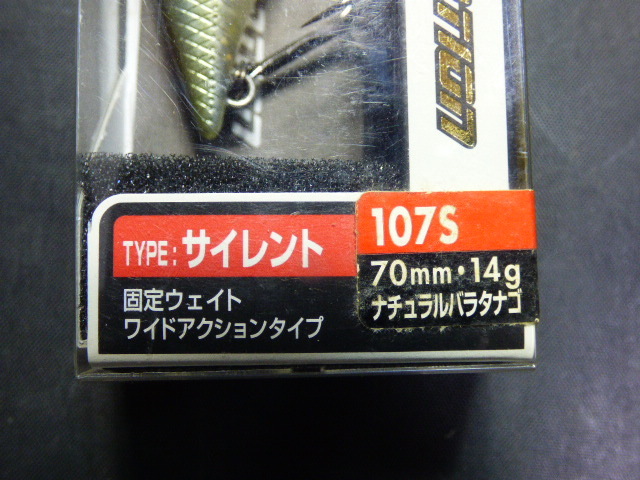 TYPE: サイレント
固定ウェイト
ワイドアクションタイプ
107S
70mm・14g
ナチュラルバラタナゴ